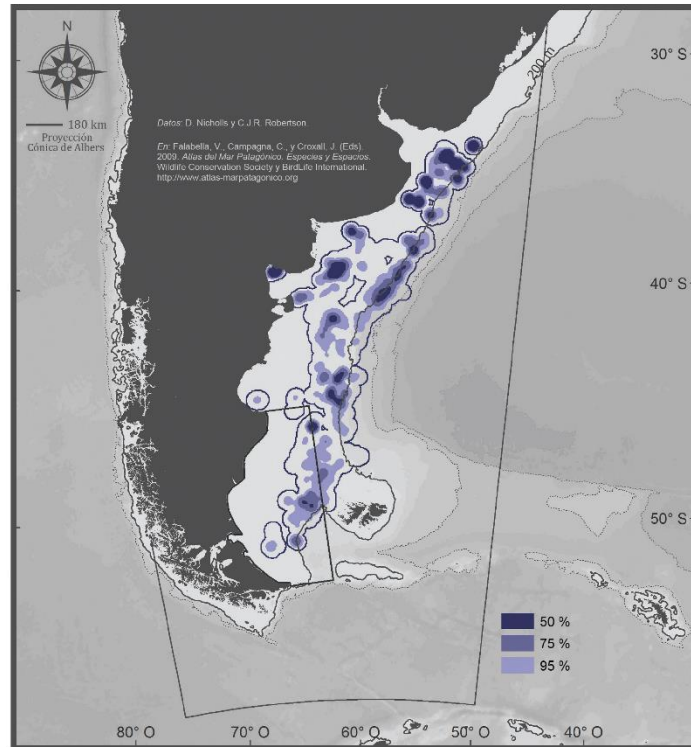 N
180 km
Proyección
Cónica de Albers
Datos: D. Nicholls y C.J.R. Robertson.
En: Falabella, V., Campagna, C., y Croxall, J. (Eds).
2009. Atlas del Mar Patagónico. Especies y Espacios.
Wildlife Conservation Society y BirdLife International.
http://www.atlas-marpatagonico.org
200 m
30° S
40° S
50° S
50 %
75 %
95 %
80° O
70° O
60° O
50° O
40° O